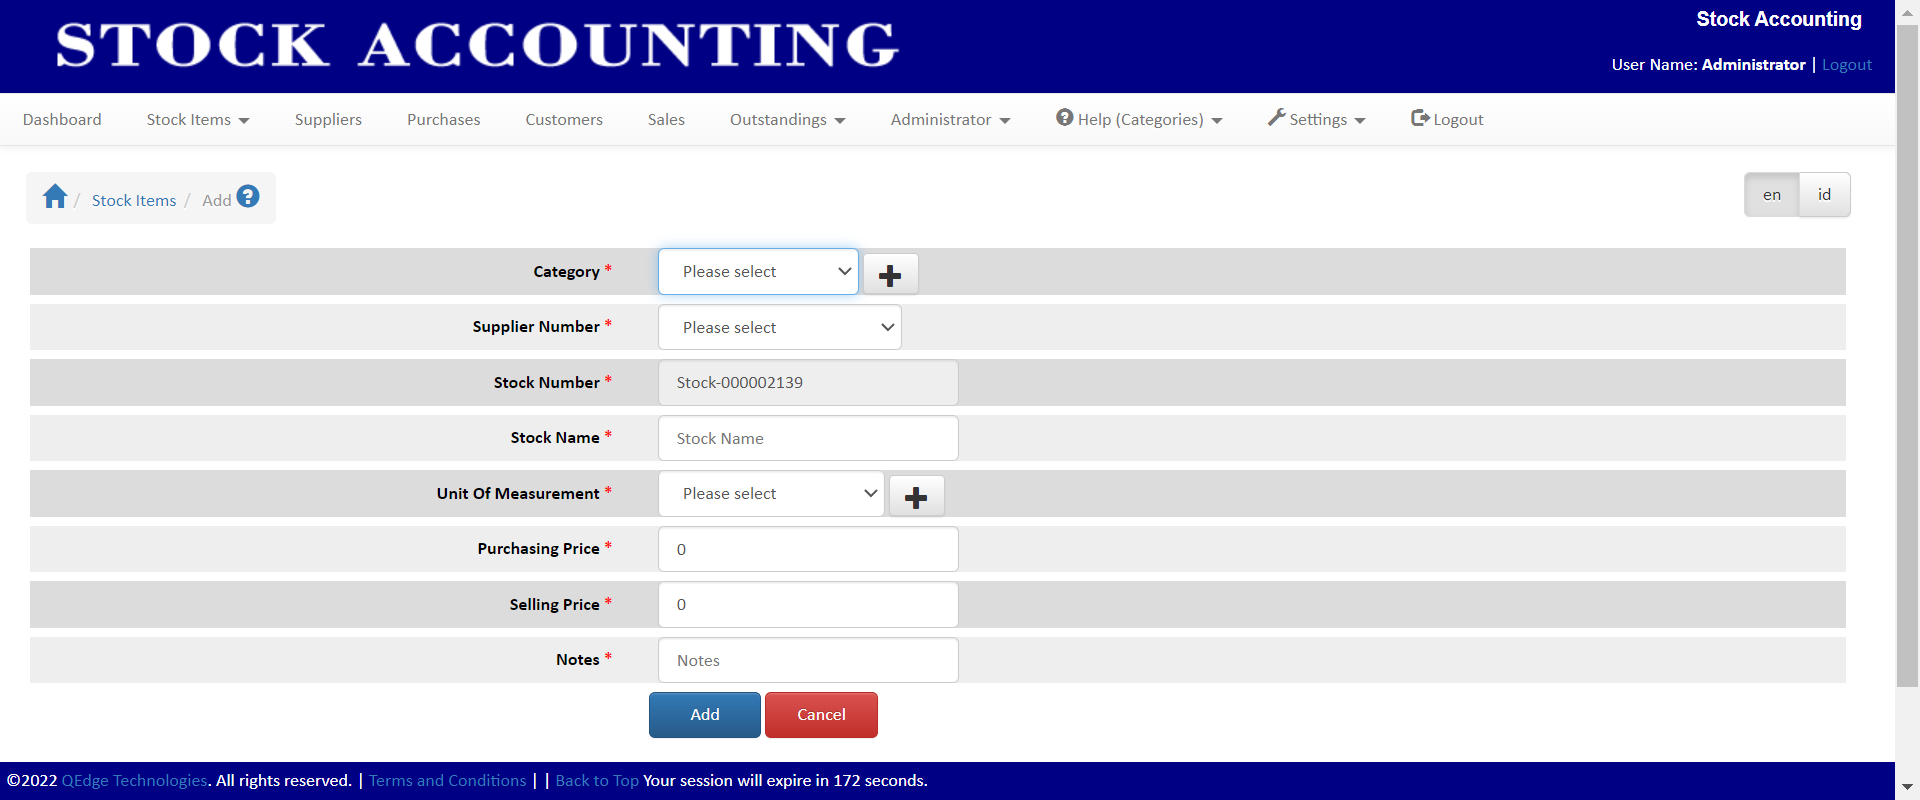 STOCK ACCOUNTING
Stock Accounting
User Name: Administrator | Logout
Dashboard Stock Items Suppliers Purchases Customers Sales Outstandings Administrator Help (Categories) Settings Logout
/ Stock Items / Add
en id
Category * Please select
Supplier Number * Please select
Stock Number * Stock-000002139
Stock Name * Stock Name
Unit Of Measurement * Please select
Purchasing Price * 0
Selling Price * 0
Notes * Notes
Add Cancel
©2022 QEdge Technologies. All rights reserved. | Terms and Conditions | | Back to Top Your session will expire in 172 seconds.